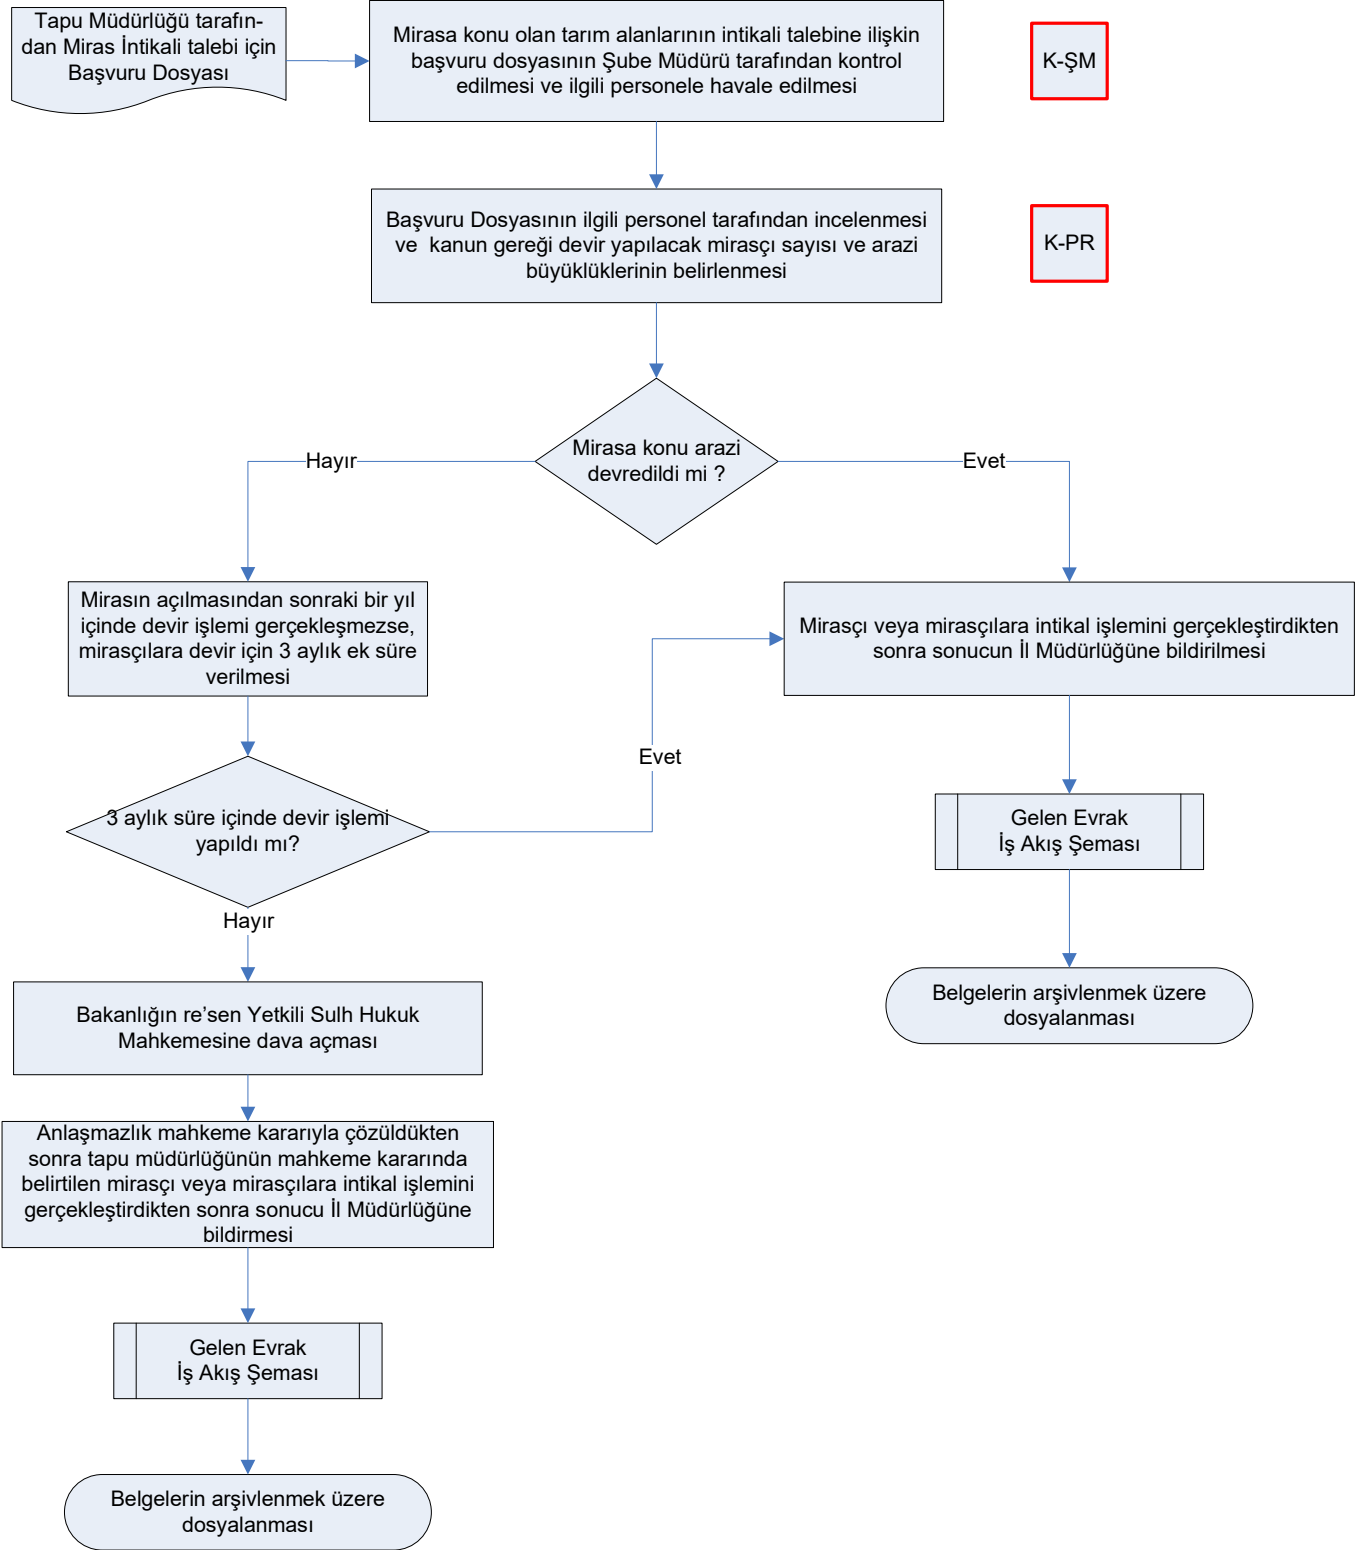 Tapu Müdürlüğü tarafın-
dan Miras İntikali talebi için
Başvuru Dosyası
Mirasa konu olan tarım alanlarının intikali talebine ilişkin
başvuru dosyasının Şube Müdürü tarafından kontrol
edilmesi ve ilgili personele havale edilmesi
K-ŞM
Başvuru Dosyasının ilgili personel tarafından incelenmesi
ve kanun gereği devir yapılacak mirasçı sayısı ve arazi
büyüklüklerinin belirlenmesi
K-PR
Mirasa konu arazi
devredildi mi ?
Hayır
Evet
Mirasın açılmasından sonraki bir yıl
içinde devir işlemi gerçekleşmezse,
mirasçılara devir için 3 aylık ek süre
verilmesi
Mirasçı veya mirasçılara intikal işlemini gerçekleştirdikten
sonra sonucun İl Müdürlüğüne bildirilmesi
Evet
3 aylık süre içinde devir işlemi
yapıldı mı?
Gelen Evrak
İş Akış Şeması
Hayır
Belgelerin arşivlenmek üzere
dosyalanması
Bakanlığın re’sen Yetkili Sulh Hukuk
Mahkemesine dava açması
Anlaşmazlık mahkeme kararıyla çözüldükten
sonra tapu müdürlüğünün mahkeme kararında
belirtilen mirasçı veya mirasçılara intikal işlemini
gerçekleştirdikten sonra sonucu İl Müdürlüğüne
bildirmesi
Gelen Evrak
İş Akış Şeması
Belgelerin arşivlenmek üzere
dosyalanması